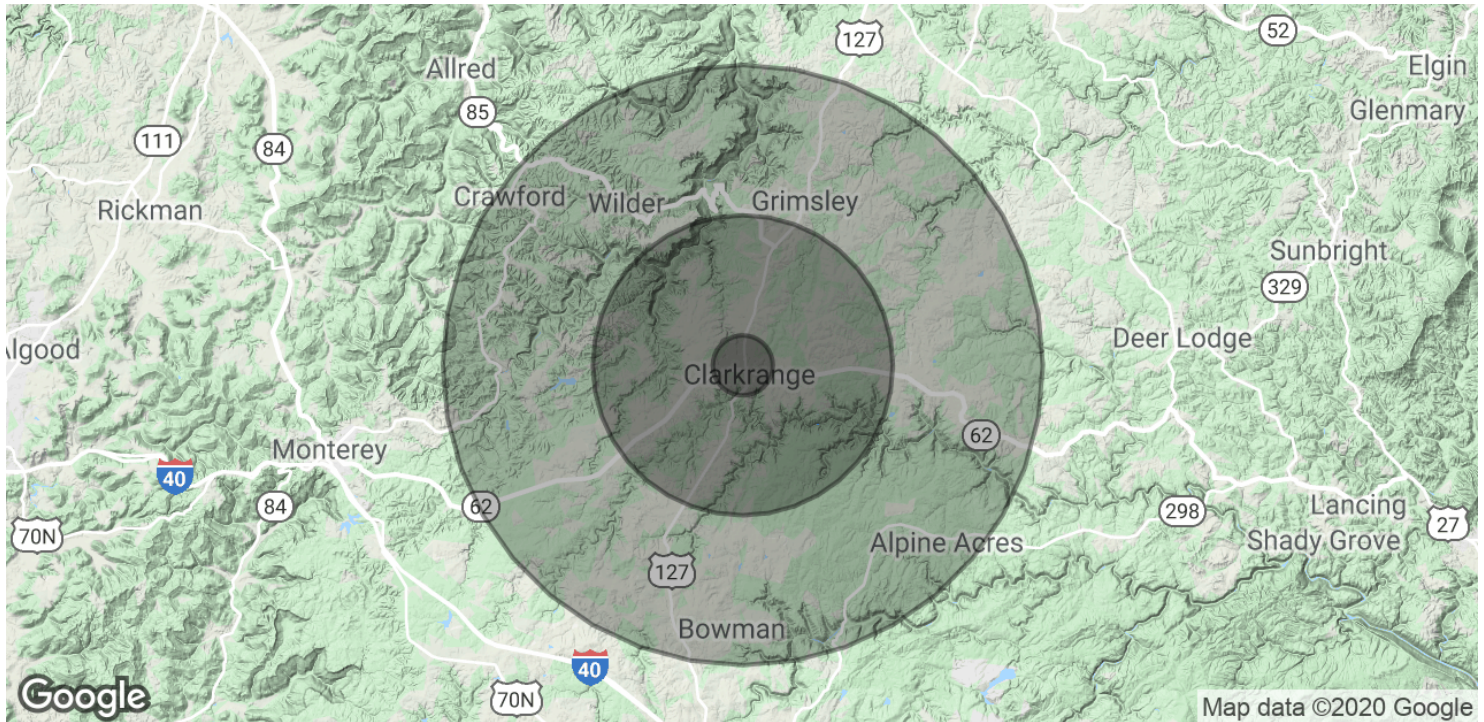 127
52
Elgin
Allred
Glenmary
85
111
84
Crawford
Wilder
Grimsley
Rickman
Sunbright
329
Deer Lodge
Algood
Clarkrange
62
Monterey
40
84
62
298
Lancing
27
70N
Alpine Acres
Shady Grove
127
Bowman
40
70N
Google
Map data ©2020 Google